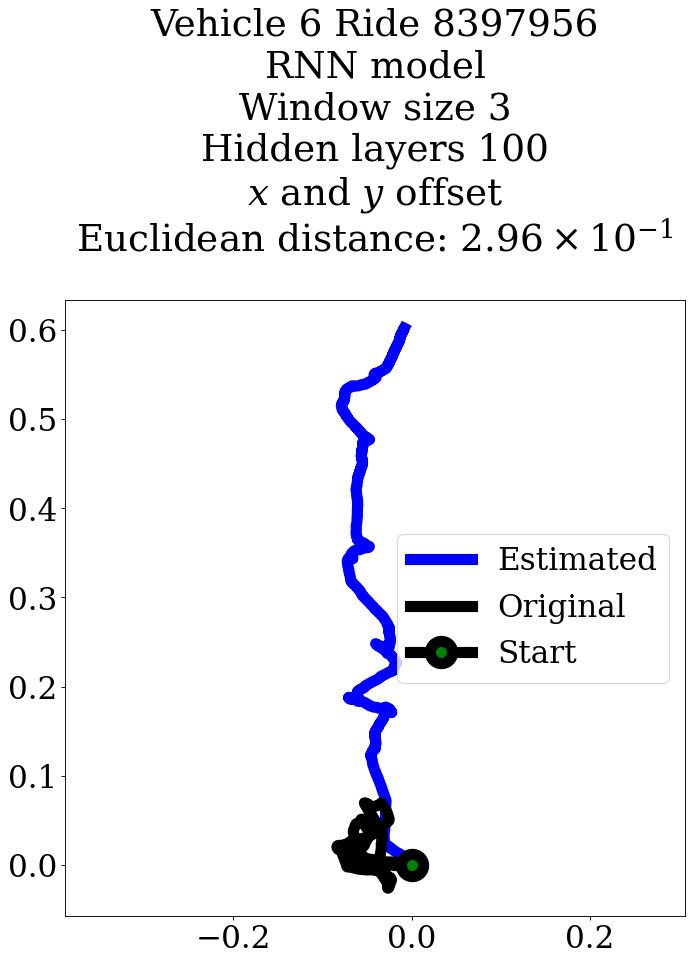 Vehicle 6 Ride 8397956
RNN model
Window size 3
Hidden layers 100
x and y offset
Euclidean distance: 2.96 × 10⁻¹
0.6
0.5
0.4
0.3
0.2
0.1
0.0
Estimated
Original
Start
−0.2
0.0
0.2